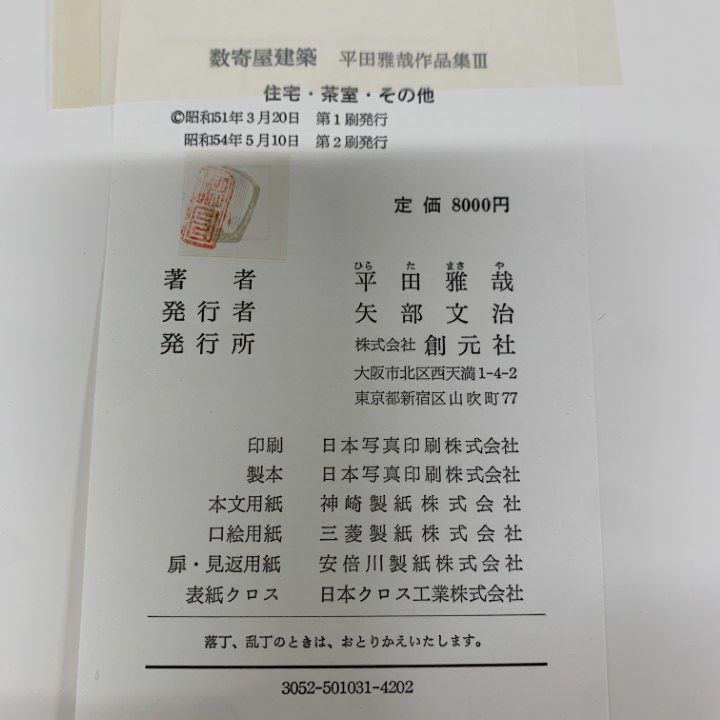 数寄屋建築 平田雅哉作品集III
住宅・茶室・その他
©昭和51年3月20日 第1刷発行
昭和54年5月10日 第2刷発行
定価 8000円
著者 平田雅哉
ひらたまさや
発行者 矢部文治
発行所 株式会社 創元社
大阪市北区西天満1-4-2
東京都新宿区山吹町77
印刷 日本写真印刷株式会社
製本 日本写真印刷株式会社
本文用紙 神崎製紙株式会社
口絵用紙 三菱製紙株式会社
扉・見返用紙 安倍川製紙株式会社
表紙クロス 日本クロス工業株式会社
落丁、乱丁のときは、おとりかえいたします。
3052-501031-4202